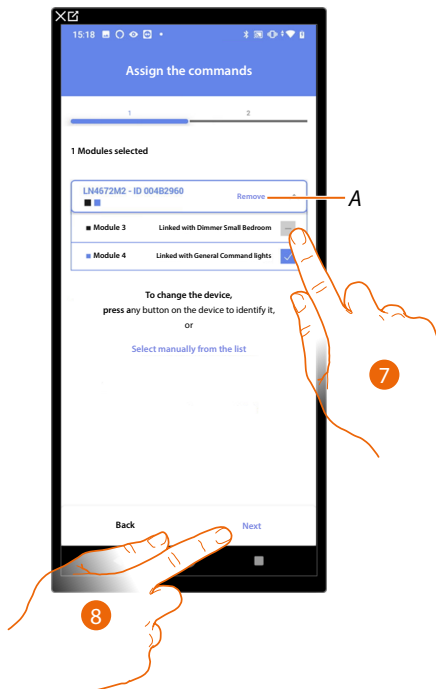 15:18
Assign the commands
1 2
1 Modules selected
LN4672M2 - ID 004B2960
Remove
A
Module 3 Linked with Dimmer Small Bedroom
Module 4 Linked with General Command lights
To change the device,
press any button on the device to identify it,
or
Select manually from the list
7
Back Next
8